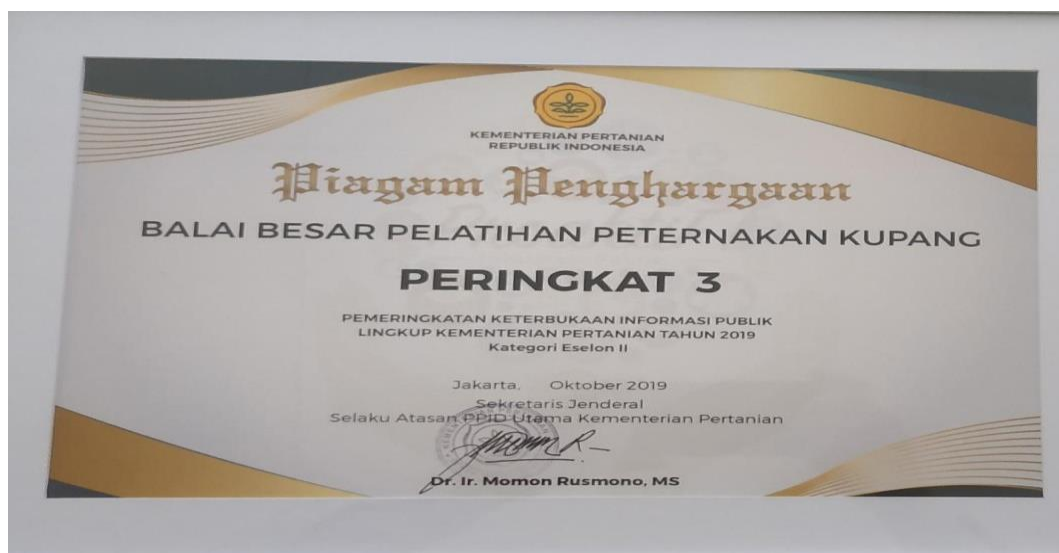 KEMENTERIAN PERTANIAN
REPUBLIK INDONESIA
Piagam Penghargaan
BALAI BESAR PELATIHAN PETERNAKAN KUPANG
PERINGKAT 3
PEMERINGKATAN KETERBUKAAN INFORMASI PUBLIK
LINGKUP KEMENTERIAN PERTANIAN TAHUN 2019
Kategori Eselon II
Jakarta, Oktober 2019
Sekretaris Jenderal
Selaku Atasan PPID Utama Kementerian Pertanian
Dr. Ir. Momon Rusmono, MS